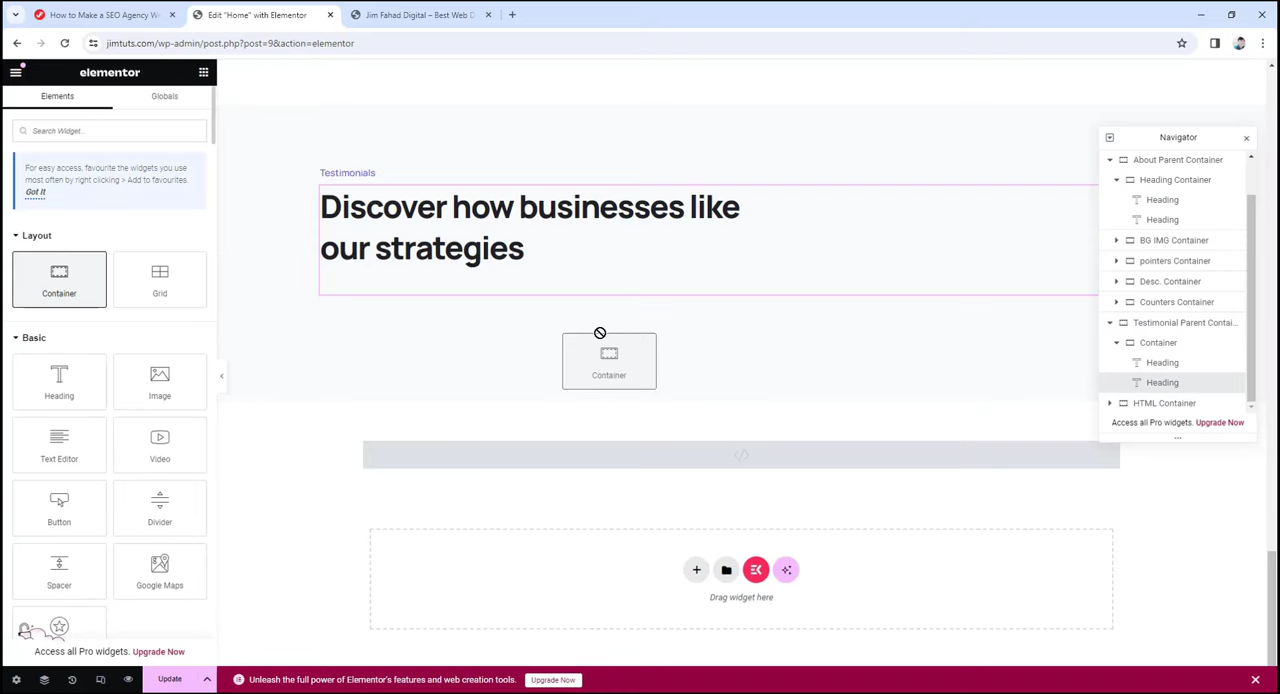 How to Make a SEO Agency We
Edit "Home" with Elementor
Jim Fahad Digital – Best Web D
jimtuts.com/wp-admin/post.php?post=9&action=elementor
elementor
Elements
Globals
Search Widget...
For easy access, favourite the widgets you use
most often by right clicking > Add to favourites.
Got It
Layout
Container
Grid
Basic
Heading
Image
Text Editor
Video
Button
Divider
Spacer
Google Maps
Access all Pro widgets. Upgrade Now
Update
Testimonials
Discover how businesses like
our strategies
Container
Drag widget here
Navigator
About Parent Container
Heading Container
Heading
Heading
BG IMG Container
pointers Container
Desc. Container
Counters Container
Testimonial Parent Contai...
Container
Heading
Heading
HTML Container
Access all Pro widgets. Upgrade Now
Unleash the full power of Elementor's features and web creation tools.
Upgrade Now